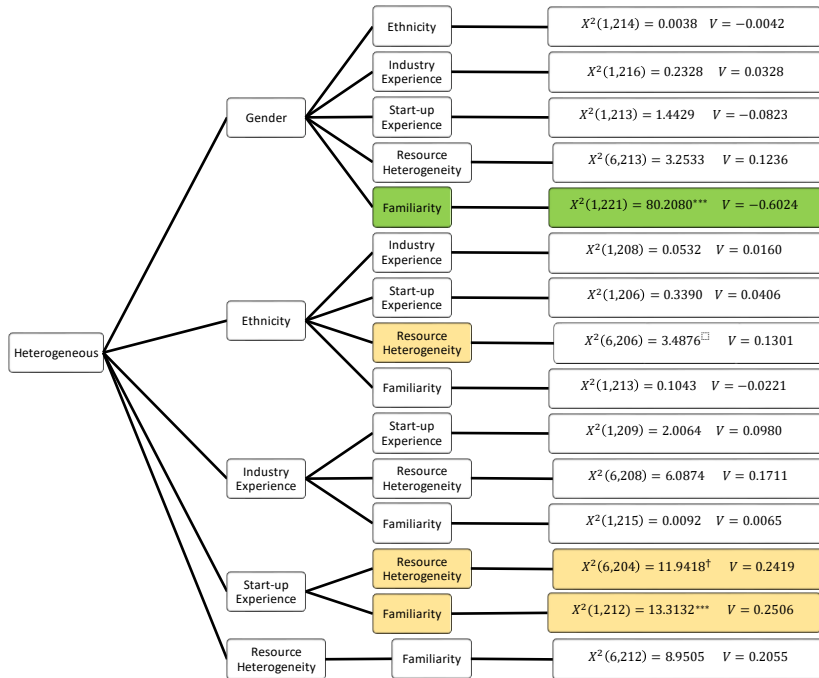 Heterogeneous
Gender
Ethnicity
X²(1,214) = 0.0038 V = −0.0042
Industry
Experience
X²(1,216) = 0.2328 V = 0.0328
Start-up
Experience
X²(1,213) = 1.4429 V = −0.0823
Resource
Heterogeneity
X²(6,213) = 3.2533 V = 0.1236
Familiarity
X²(1,221) = 80.2080*** V = −0.6024
Ethnicity
Industry
Experience
X²(1,208) = 0.0532 V = 0.0160
Start-up
Experience
X²(1,206) = 0.3390 V = 0.0406
Resource
Heterogeneity
X²(6,206) = 3.4876⬚ V = 0.1301
Familiarity
X²(1,213) = 0.1043 V = −0.0221
Industry
Experience
Start-up
Experience
X²(1,209) = 2.0064 V = 0.0980
Resource
Heterogeneity
X²(6,208) = 6.0874 V = 0.1711
Familiarity
X²(1,215) = 0.0092 V = 0.0065
Start-up
Experience
Resource
Heterogeneity
X²(6,204) = 11.9418† V = 0.2419
Familiarity
X²(1,212) = 13.3132*** V = 0.2506
Resource
Heterogeneity
Familiarity
X²(6,212) = 8.9505 V = 0.2055